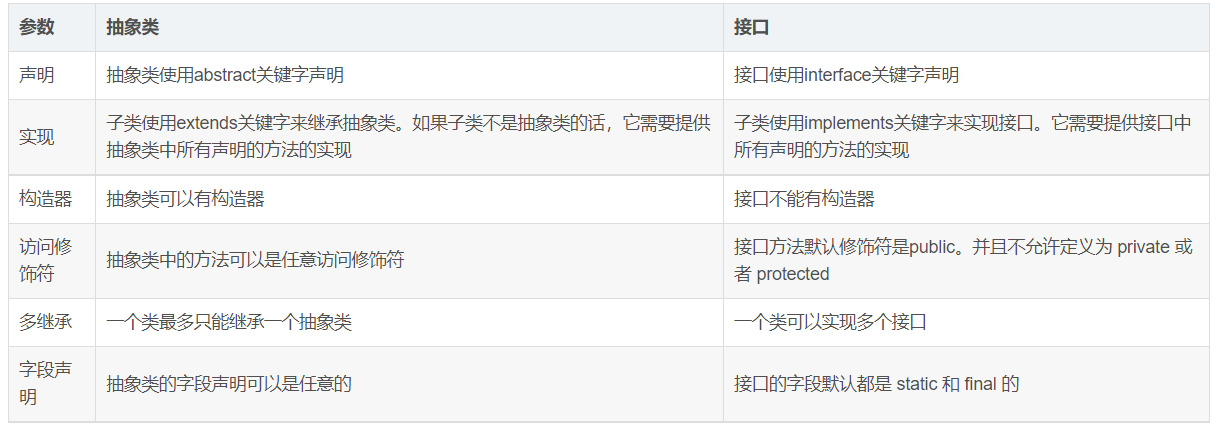 参数 抽象类 接口
声明 抽象类使用abstract关键字声明 接口使用interface关键字声明
实现 子类使用extends关键字来继承抽象类。如果子类不是抽象类的话，它需要提供 子类使用implements关键字来实现接口。它需要提供接口中
抽象类中所有声明的方法的实现 所有声明的方法的实现
构造器 抽象类可以有构造器 接口不能有构造器
访问修 抽象类中的方法可以是任意访问修饰符 接口方法默认修饰符是public。并且不允许定义为 private 或
饰符 者 protected
多继承 一个类最多只能继承一个抽象类 一个类可以实现多个接口
字段声 抽象类的字段声明可以是任意的 接口的字段默认都是 static 和 final 的
明